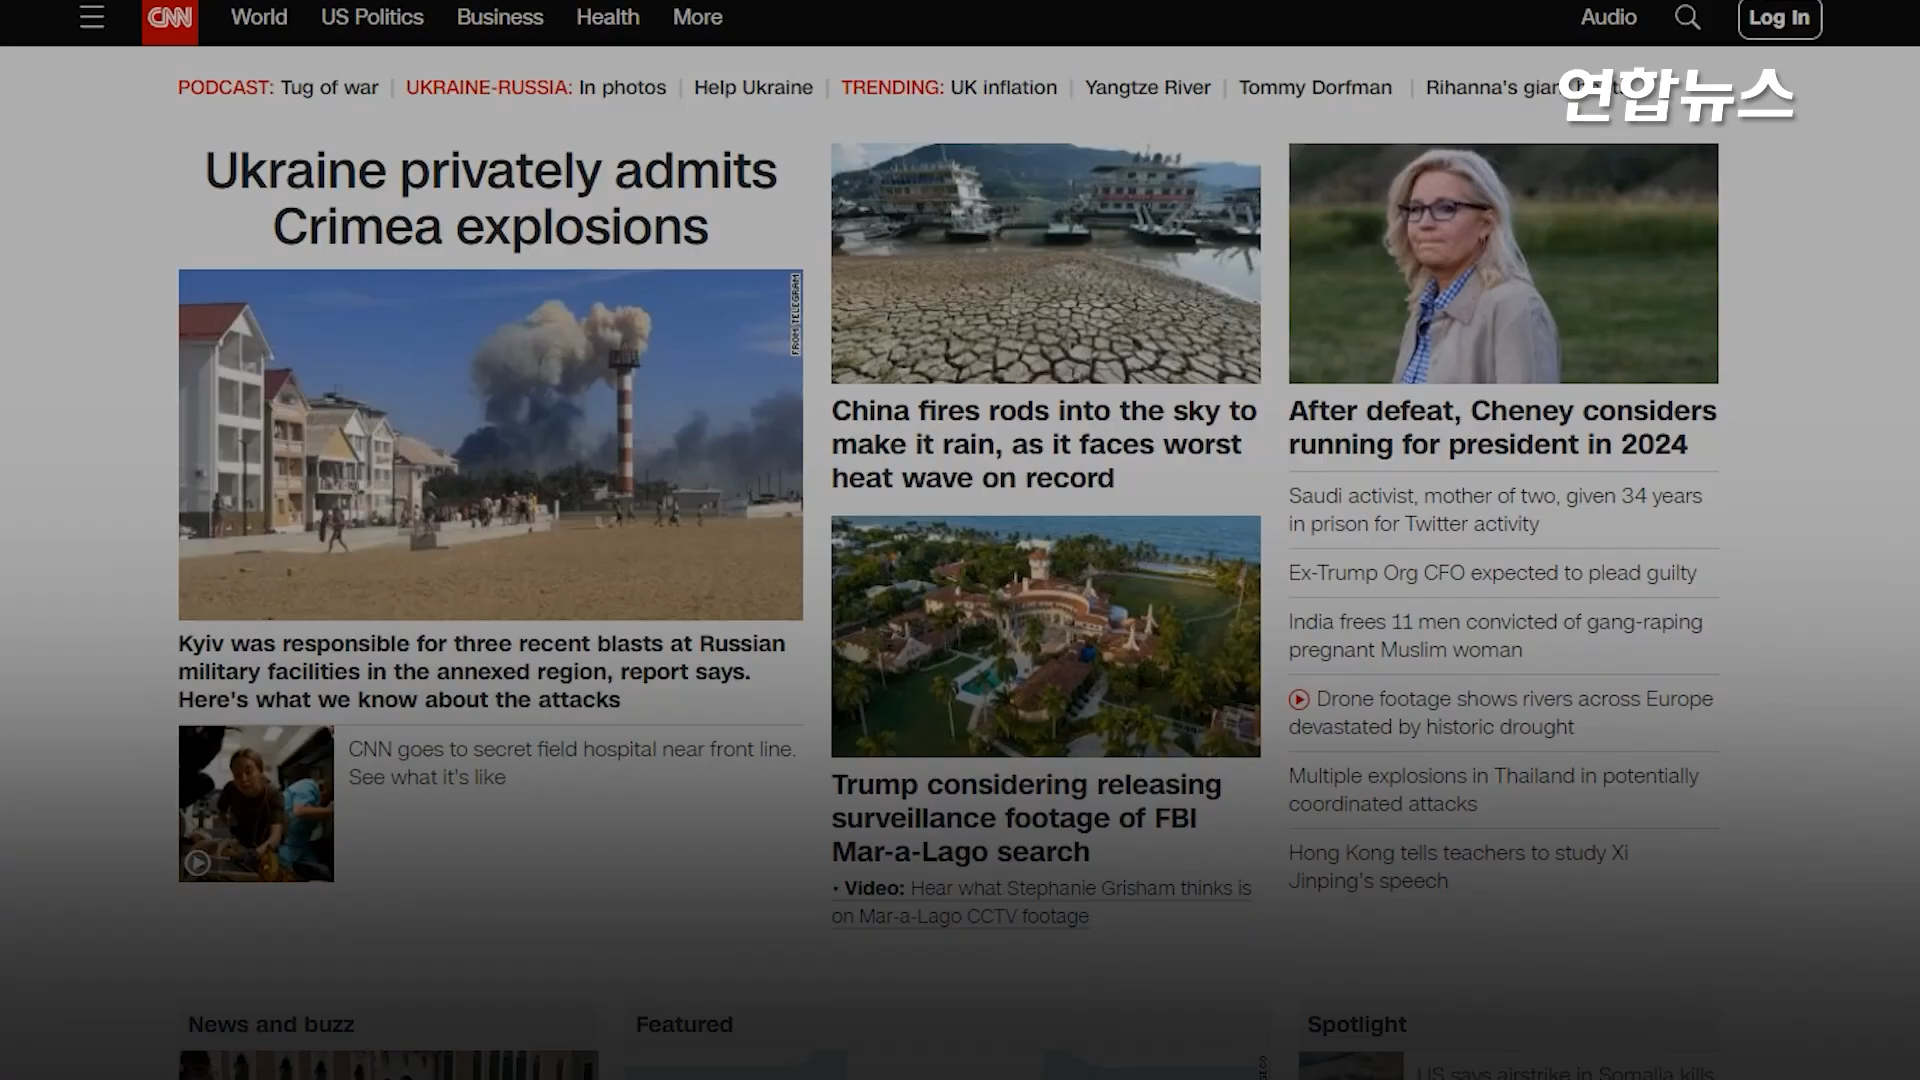 CNN World US Politics Business Health More Audio Log In
PODCAST: Tug of war | UKRAINE-RUSSIA: In photos | Help Ukraine | TRENDING: UK inflation | Yangtze River | Tommy Dorfman | Rihanna's
연합뉴스
Ukraine privately admits
Crimea explosions
FROM TELEGRAM
Kyiv was responsible for three recent blasts at Russian
military facilities in the annexed region, report says.
Here's what we know about the attacks
CNN goes to secret field hospital near front line.
See what it's like
China fires rods into the sky to
make it rain, as it faces worst
heat wave on record
Trump considering releasing
surveillance footage of FBI
Mar-a-Lago search
• Video: Hear what Stephanie Grisham thinks is
on Mar-a-Lago CCTV footage
After defeat, Cheney considers
running for president in 2024
Saudi activist, mother of two, given 34 years
in prison for Twitter activity
Ex-Trump Org CFO expected to plead guilty
India frees 11 men convicted of gang-raping
pregnant Muslim woman
Drone footage shows rivers across Europe
devastated by historic drought
Multiple explosions in Thailand in potentially
coordinated attacks
Hong Kong tells teachers to study Xi
Jinping's speech
News and buzz
Featured
Spotlight
US says airstrike in Somalia kills